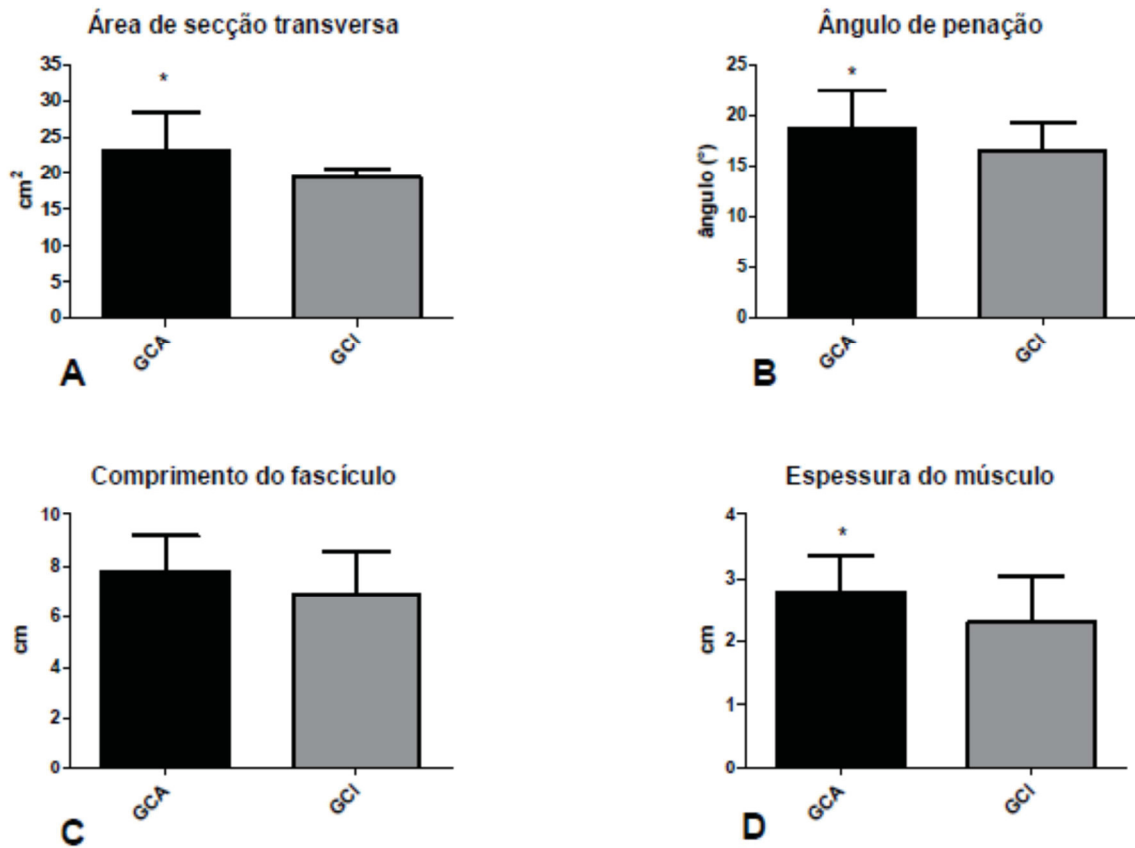 Área de secção transversa
35
30
25
20
15
10
5
0
cm²
*
GCA
GCI
A
Ângulo de penação
25
20
15
10
5
0
ângulo (°)
*
GCA
GCI
B
Comprimento do fascículo
10
8
6
4
2
0
cm
GCA
GCI
C
Espessura do músculo
4
3
2
1
0
cm
*
GCA
GCI
D